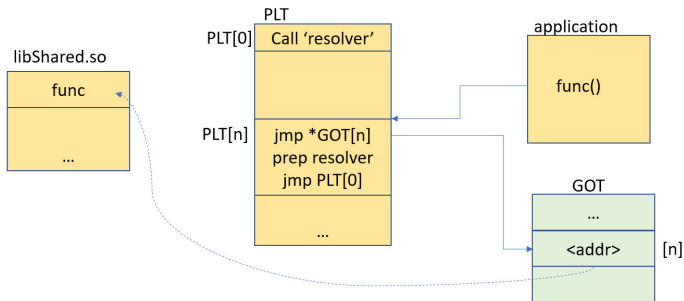 PLT
PLT[0]
Call ‘resolver’
application
libShared.so
func
func()
PLT[n]
jmp *GOT[n]
prep resolver
jmp PLT[0]
...
...
GOT
...
<addr>
[n]